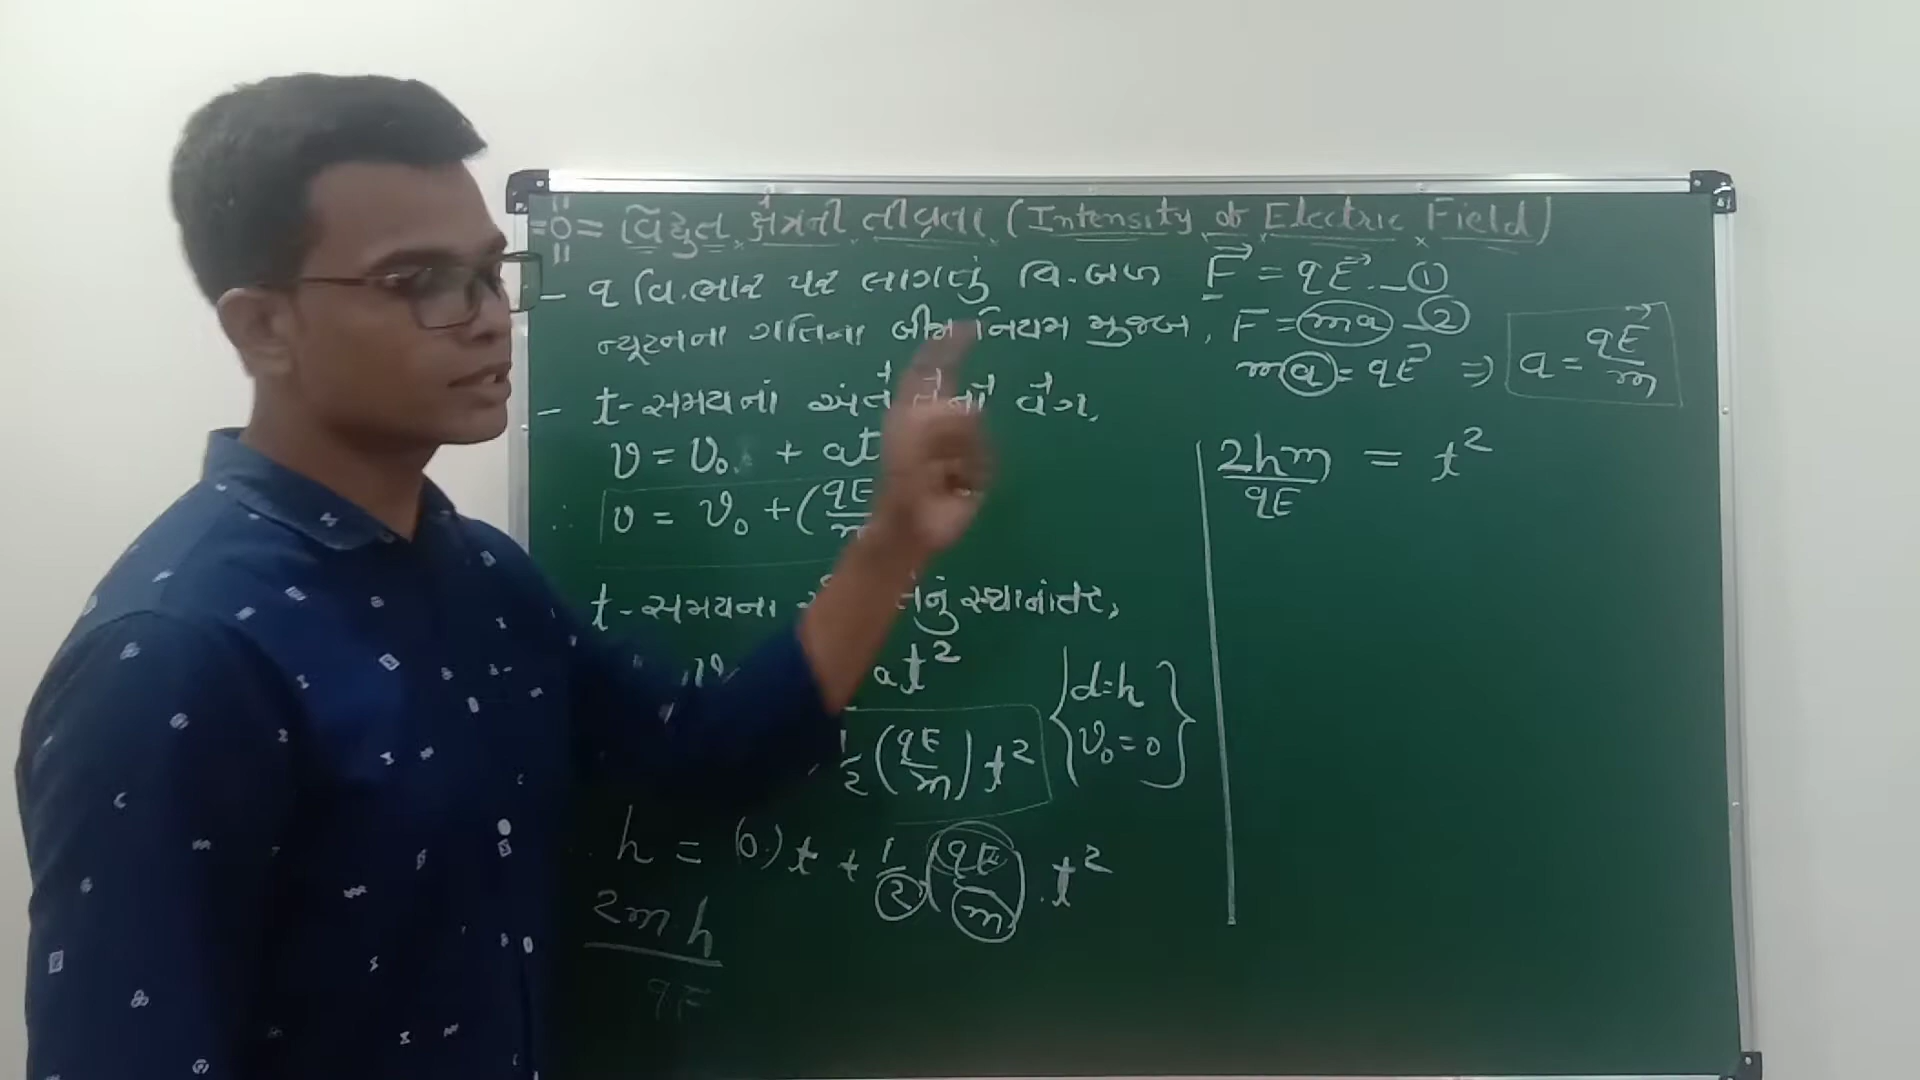 વિદ્યુત ક્ષેત્રની તીવ્રતા (Intensity of Electric Field)
- q વિ.ભાર પર લાગતું વિ.બળ F⃗ = qE⃗ — ①
ન્યૂટનના ગતિના બીજા નિયમ મુજબ, F = ma — ②
ma = qE⃗ ⇒ a = qE⃗/m
- t - સમયના અંતે તેનો વેગ,
v = v₀ + at
∴ v = v₀ + (qE
t - સમયના તેનું સ્થાનાંતર,
at²
1/2 (qE/m) t²
{ d=h
v₀=0 }
h = (0)t + 1/2 (qE/m) . t²
2mh/qE
2hm/qE = t²